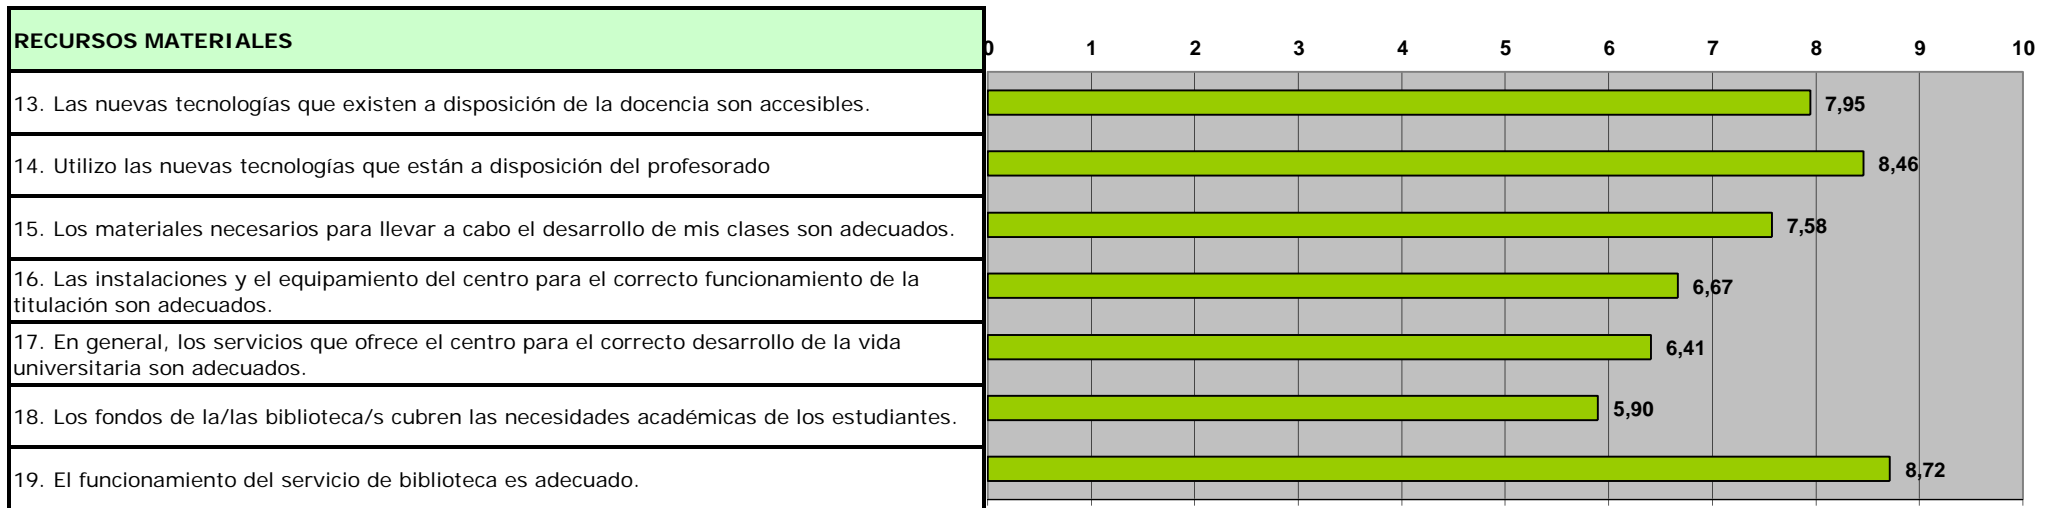 RECURSOS MATERIALES
0 1 2 3 4 5 6 7 8 9 10
13. Las nuevas tecnologías que existen a disposición de la docencia son accesibles.
7,95
14. Utilizo las nuevas tecnologías que están a disposición del profesorado
8,46
15. Los materiales necesarios para llevar a cabo el desarrollo de mis clases son adecuados.
7,58
16. Las instalaciones y el equipamiento del centro para el correcto funcionamiento de la
titulación son adecuados.
6,67
17. En general, los servicios que ofrece el centro para el correcto desarrollo de la vida
universitaria son adecuados.
6,41
18. Los fondos de la/las biblioteca/s cubren las necesidades académicas de los estudiantes.
5,90
19. El funcionamiento del servicio de biblioteca es adecuado.
8,72